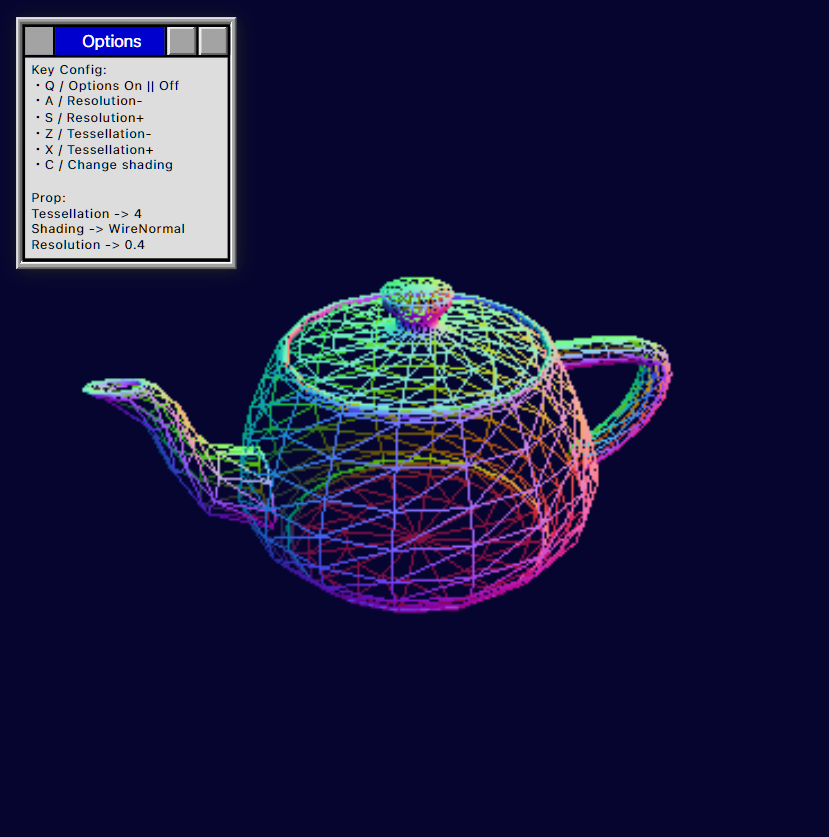 Options
Key Config:
・Q / Options On || Off
・A / Resolution-
・S / Resolution+
・Z / Tessellation-
・X / Tessellation+
・C / Change shading
Prop:
Tessellation -> 4
Shading -> WireNormal
Resolution -> 0.4